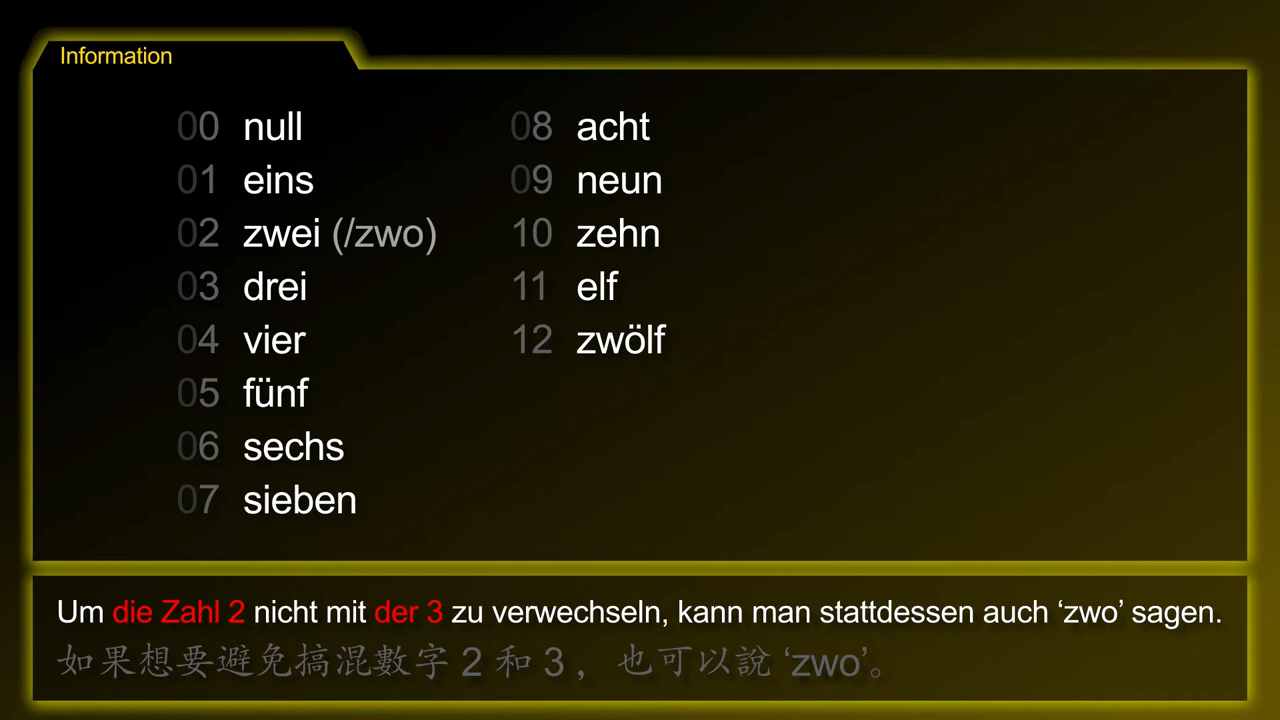 Information
00 null
01 eins
02 zwei (/zwo)
03 drei
04 vier
05 fünf
06 sechs
07 sieben
08 acht
09 neun
10 zehn
11 elf
12 zwölf
Um die Zahl 2 nicht mit der 3 zu verwechseln, kann man stattdessen auch ‘zwo’ sagen.
如果想要避免搞混數字 2 和 3 ,  也可以說 ‘zwo’。